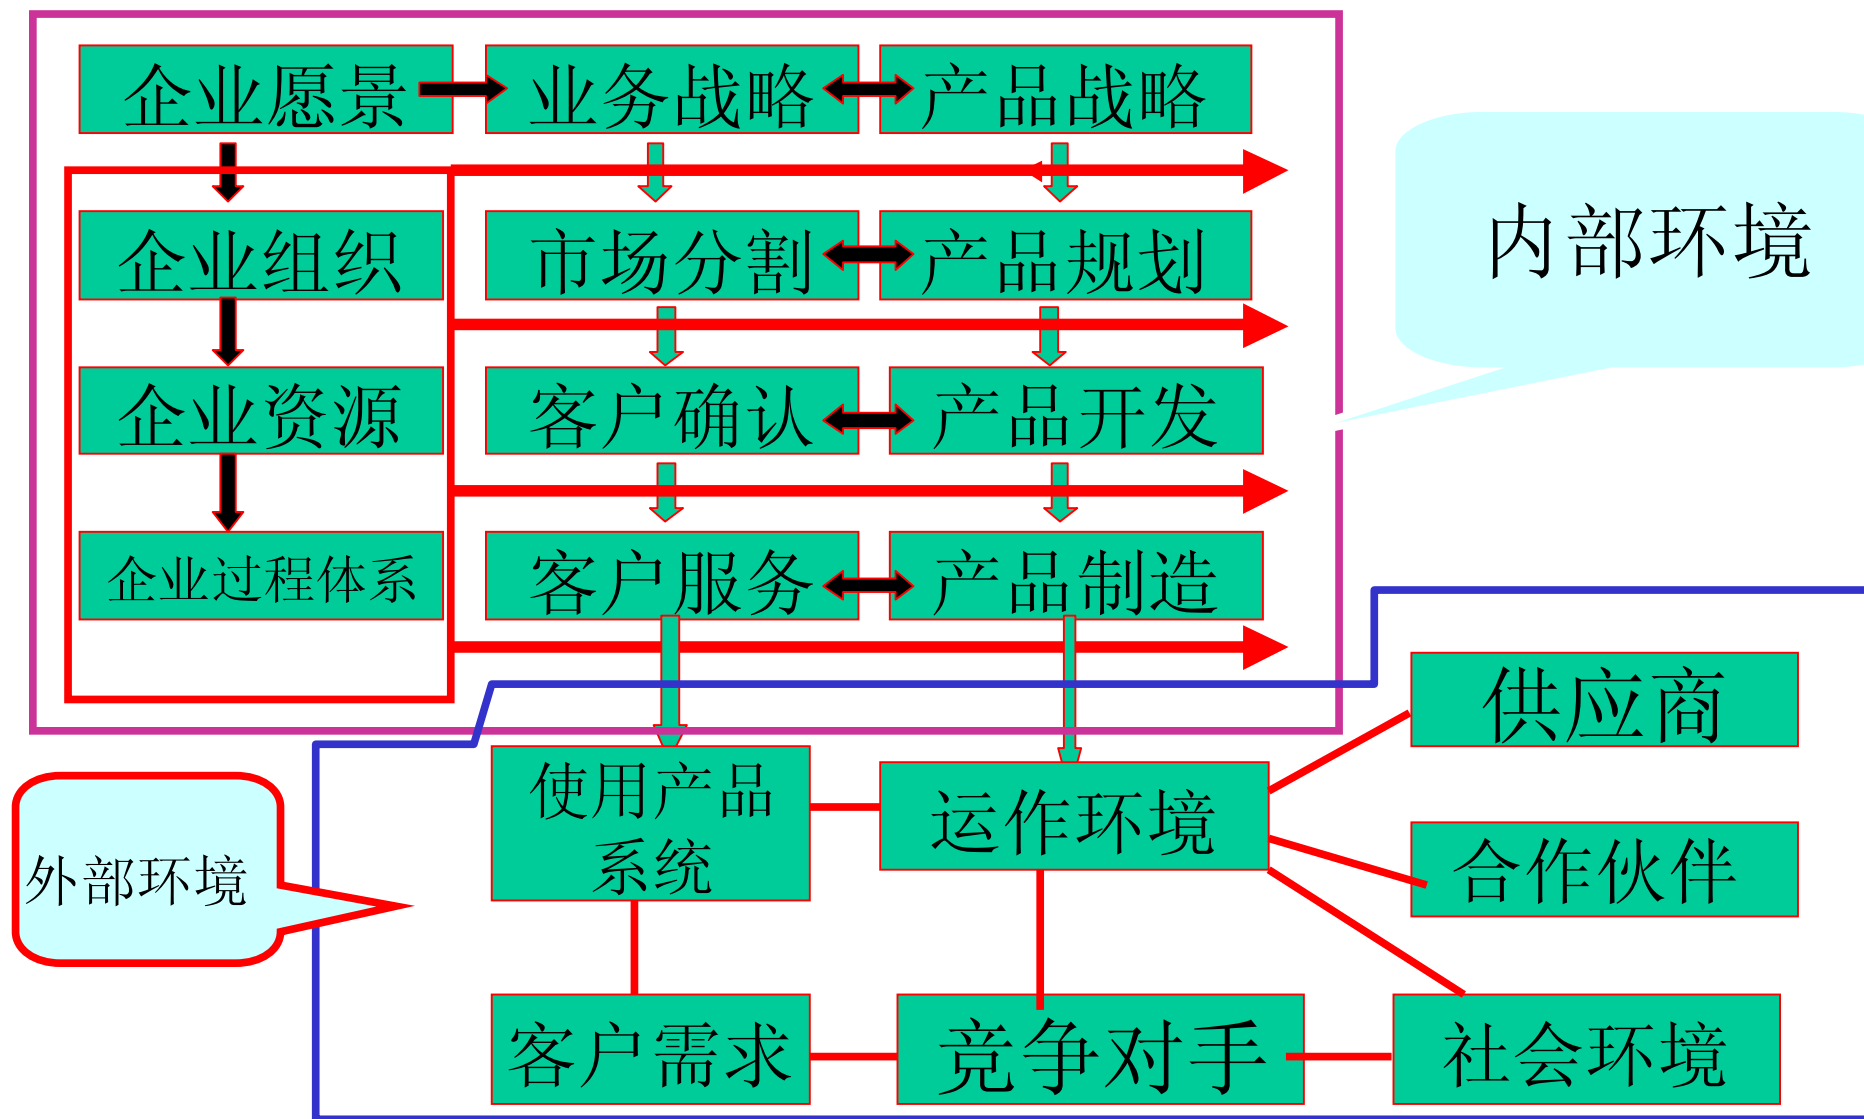 企业愿景
业务战略
产品战略
企业组织
市场分割
产品规划
内部环境
企业资源
客户确认
产品开发
企业过程体系
客户服务
产品制造
供应商
使用产品
系统
运作环境
合作伙伴
外部环境
客户需求
竞争对手
社会环境